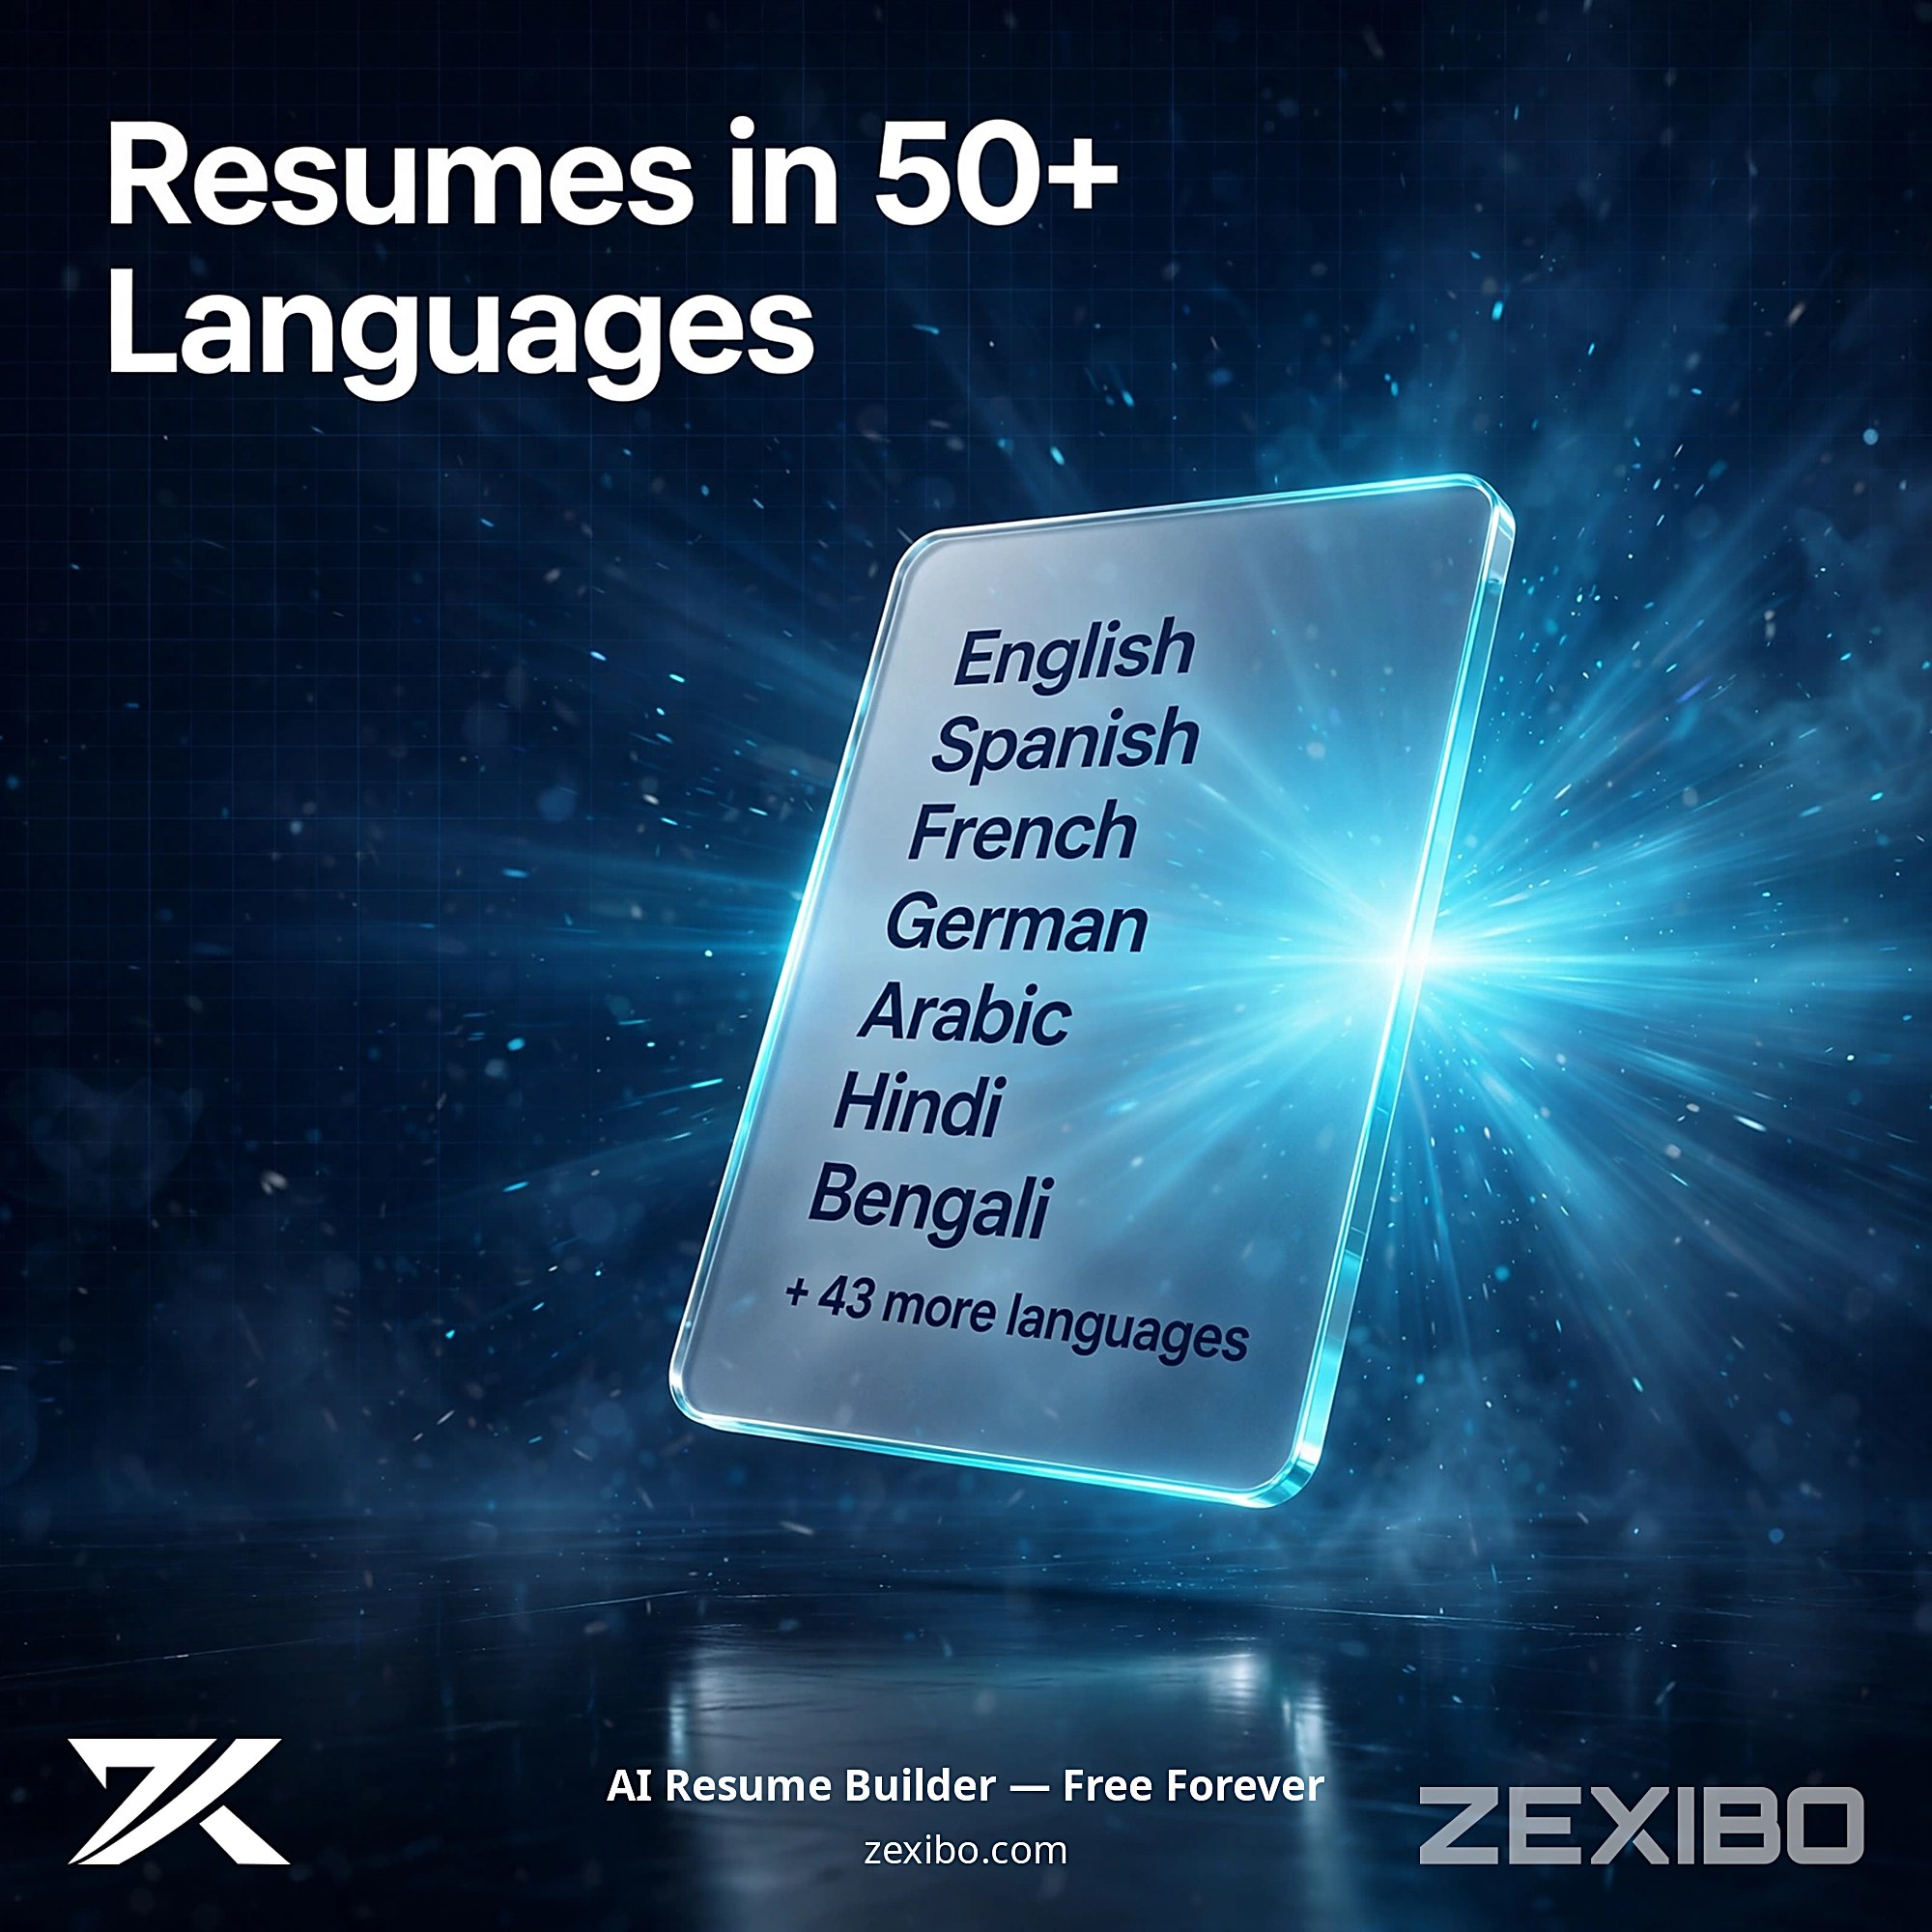 Resumes in 50+
Languages
English
Spanish
French
German
Arabic
Hindi
Bengali
+ 43 more languages
AI Resume Builder — Free Forever
zexibo.com
ZEXIBO